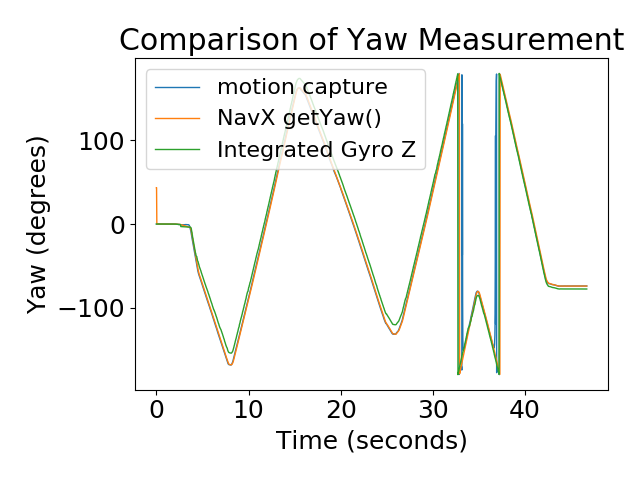 Comparison of Yaw Measurement
motion capture
NavX getYaw()
Integrated Gyro Z
Yaw (degrees)
100
0
−100
0 10 20 30 40
Time (seconds)